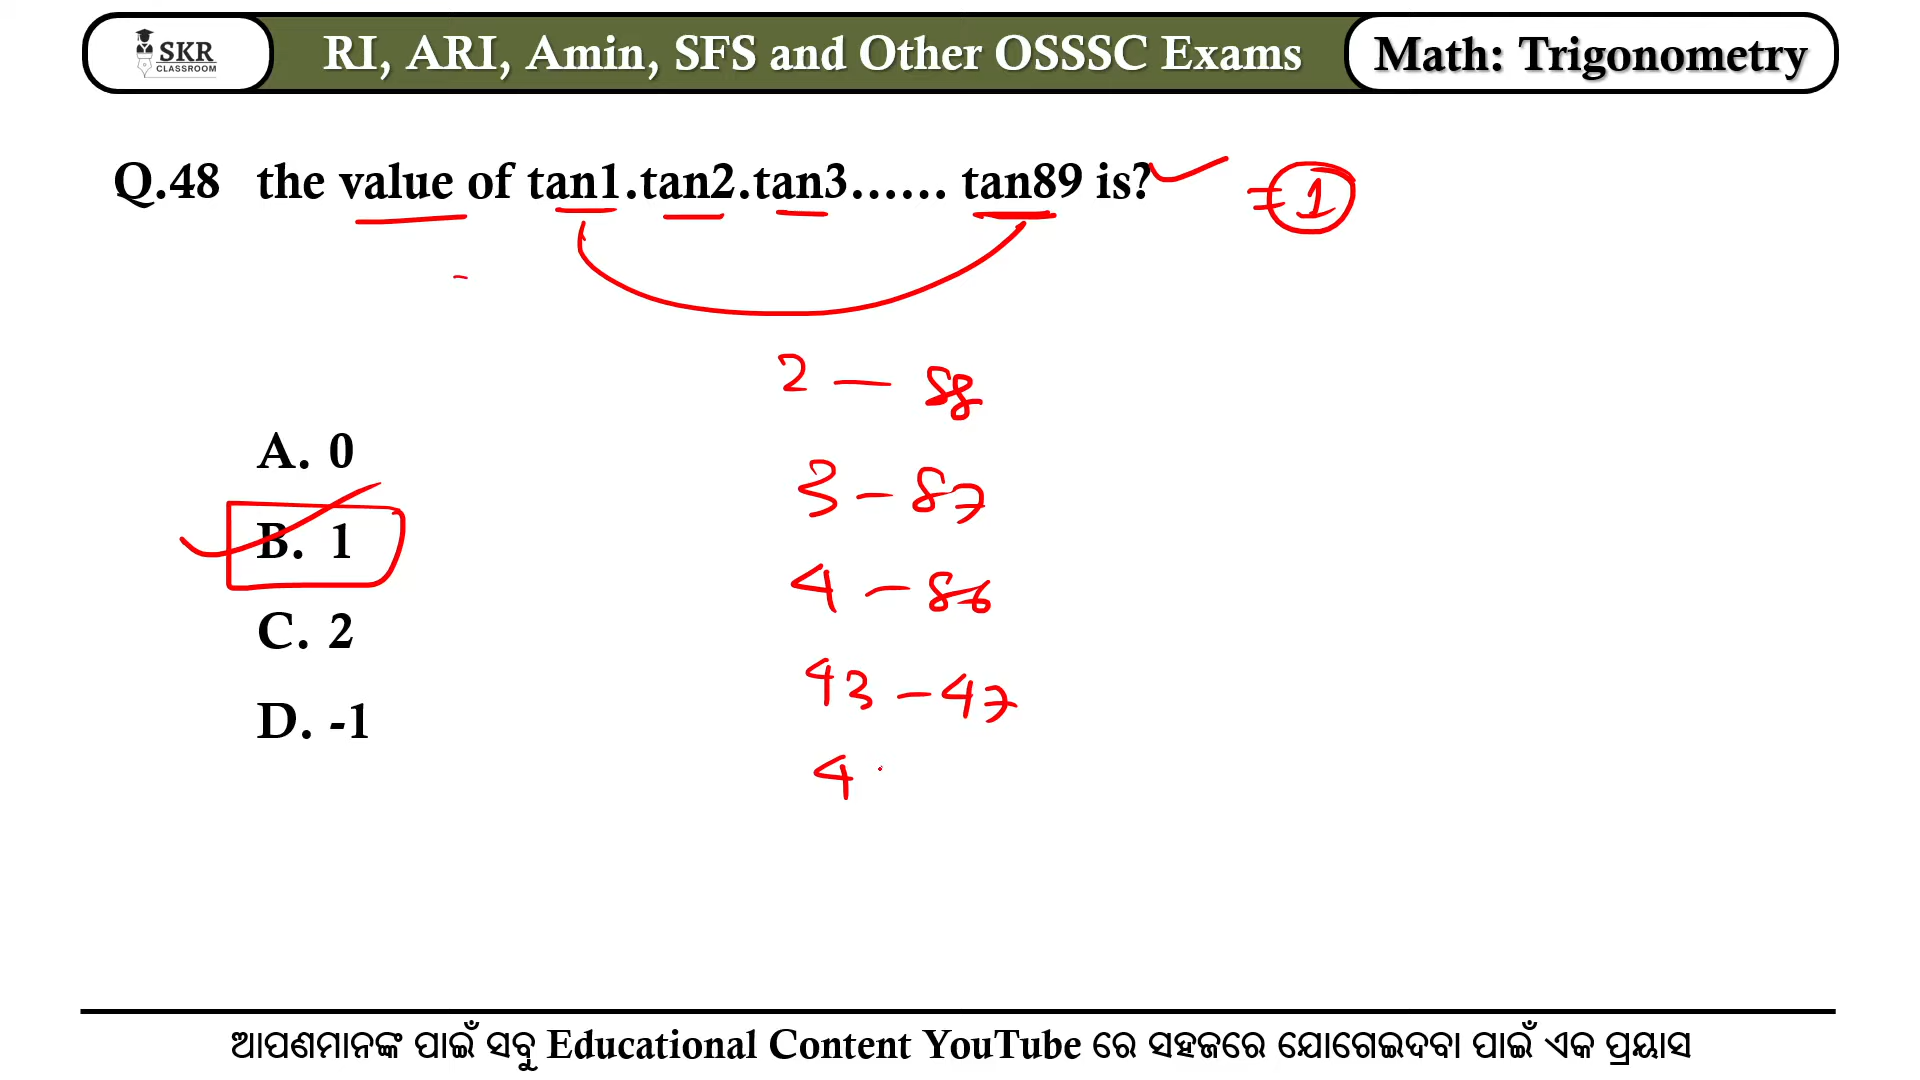 SKR
CLASSROOM
RI, ARI, Amin, SFS and Other OSSSC Exams
Math: Trigonometry
Q.48 the value of tan1.tan2.tan3...... tan89 is?
= 1
2 — 88
3 - 87
A. 0
B. 1
4 - 86
C. 2
43 - 47
D. -1
4
ଆପଣମାନଙ୍କ ପାଇଁ ସବୁ Educational Content YouTube ରେ ସହଜରେ ଯୋଗେଇଦବା ପାଇଁ ଏକ ପ୍ରୟାସ